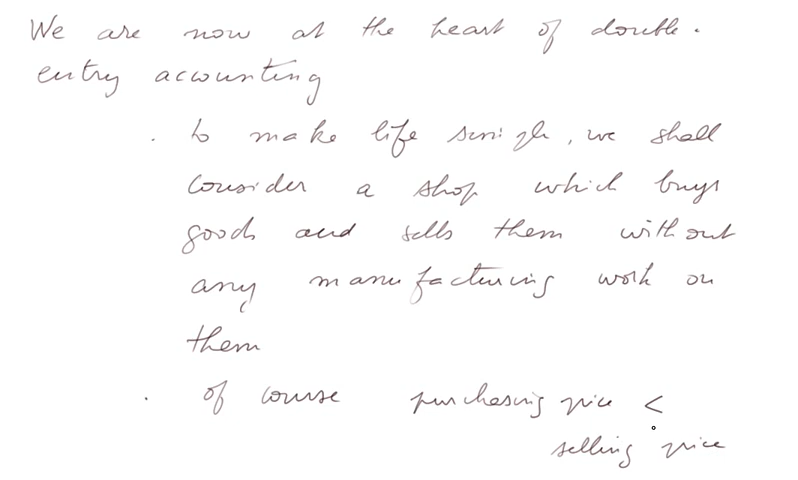 We are now at the heart of double-
entry accounting
. to make life simple, we shall
consider a shop which buys
goods and sells them without
any manufacturing work on
them
. of course purchasing price <
selling price